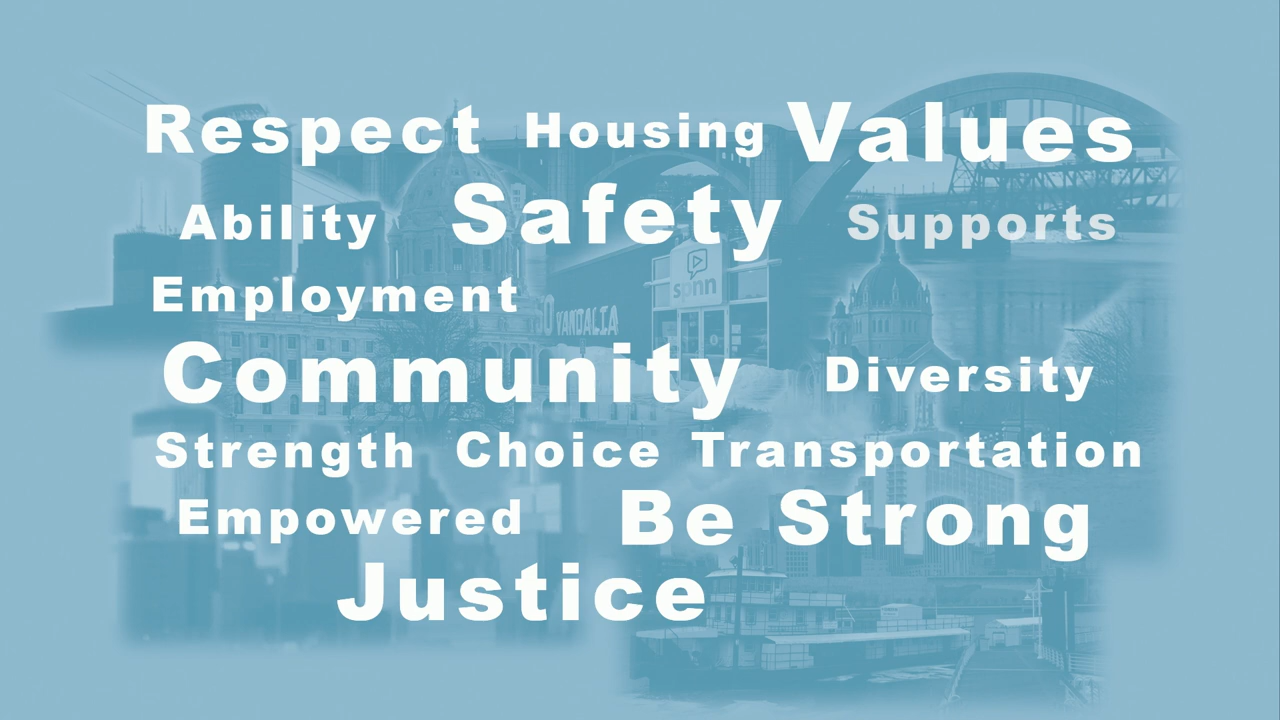 Respect Housing Values
Ability Safety Supports
Employment
spnn
VANDALIA
Community Diversity
Strength Choice Transportation
Empowered Be Strong
Justice